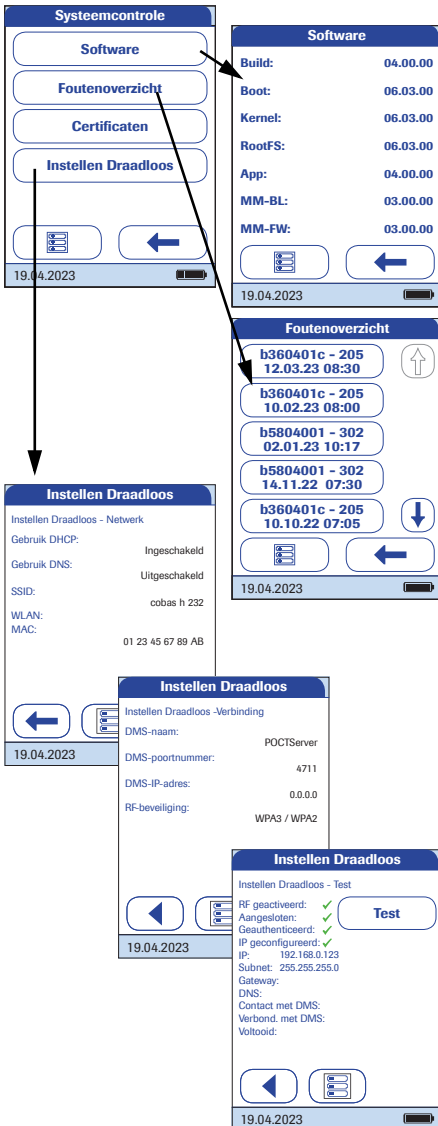 Systeemcontrole
Software
Foutenoverzicht
Certificaten
Instellen Draadloos
19.04.2023
Software
Build: 04.00.00
Boot: 06.03.00
Kernel: 06.03.00
RootFS: 06.03.00
App: 04.00.00
MM-BL: 03.00.00
MM-FW: 03.00.00
19.04.2023
Foutenoverzicht
b360401c - 205
12.03.23 08:30
b360401c - 205
10.02.23 08:00
b5804001 - 302
02.01.23 10:17
b5804001 - 302
14.11.22 07:30
b360401c - 205
10.10.22 07:05
19.04.2023
Instellen Draadloos
Instellen Draadloos - Netwerk
Gebruik DHCP:
Ingeschakeld
Gebruik DNS:
Uitgeschakeld
SSID:
cobas h 232
WLAN:
MAC:
01 23 45 67 89 AB
19.04.2023
Instellen Draadloos
Instellen Draadloos -Verbinding
DMS-naam:
POCTServer
DMS-poortnummer:
4711
DMS-IP-adres:
0.0.0.0
RF-beveiliging:
WPA3 / WPA2
19.04.2023
Instellen Draadloos
Instellen Draadloos - Test
RF geactiveerd: ✓
Aangesloten: ✓
Geauthenticeerd: ✓
IP geconfigureerd: ✓
Test
IP: 192.168.0.123
Subnet: 255.255.255.0
Gateway:
DNS:
Contact met DMS:
Verbond. met DMS:
Voltooid:
19.04.2023